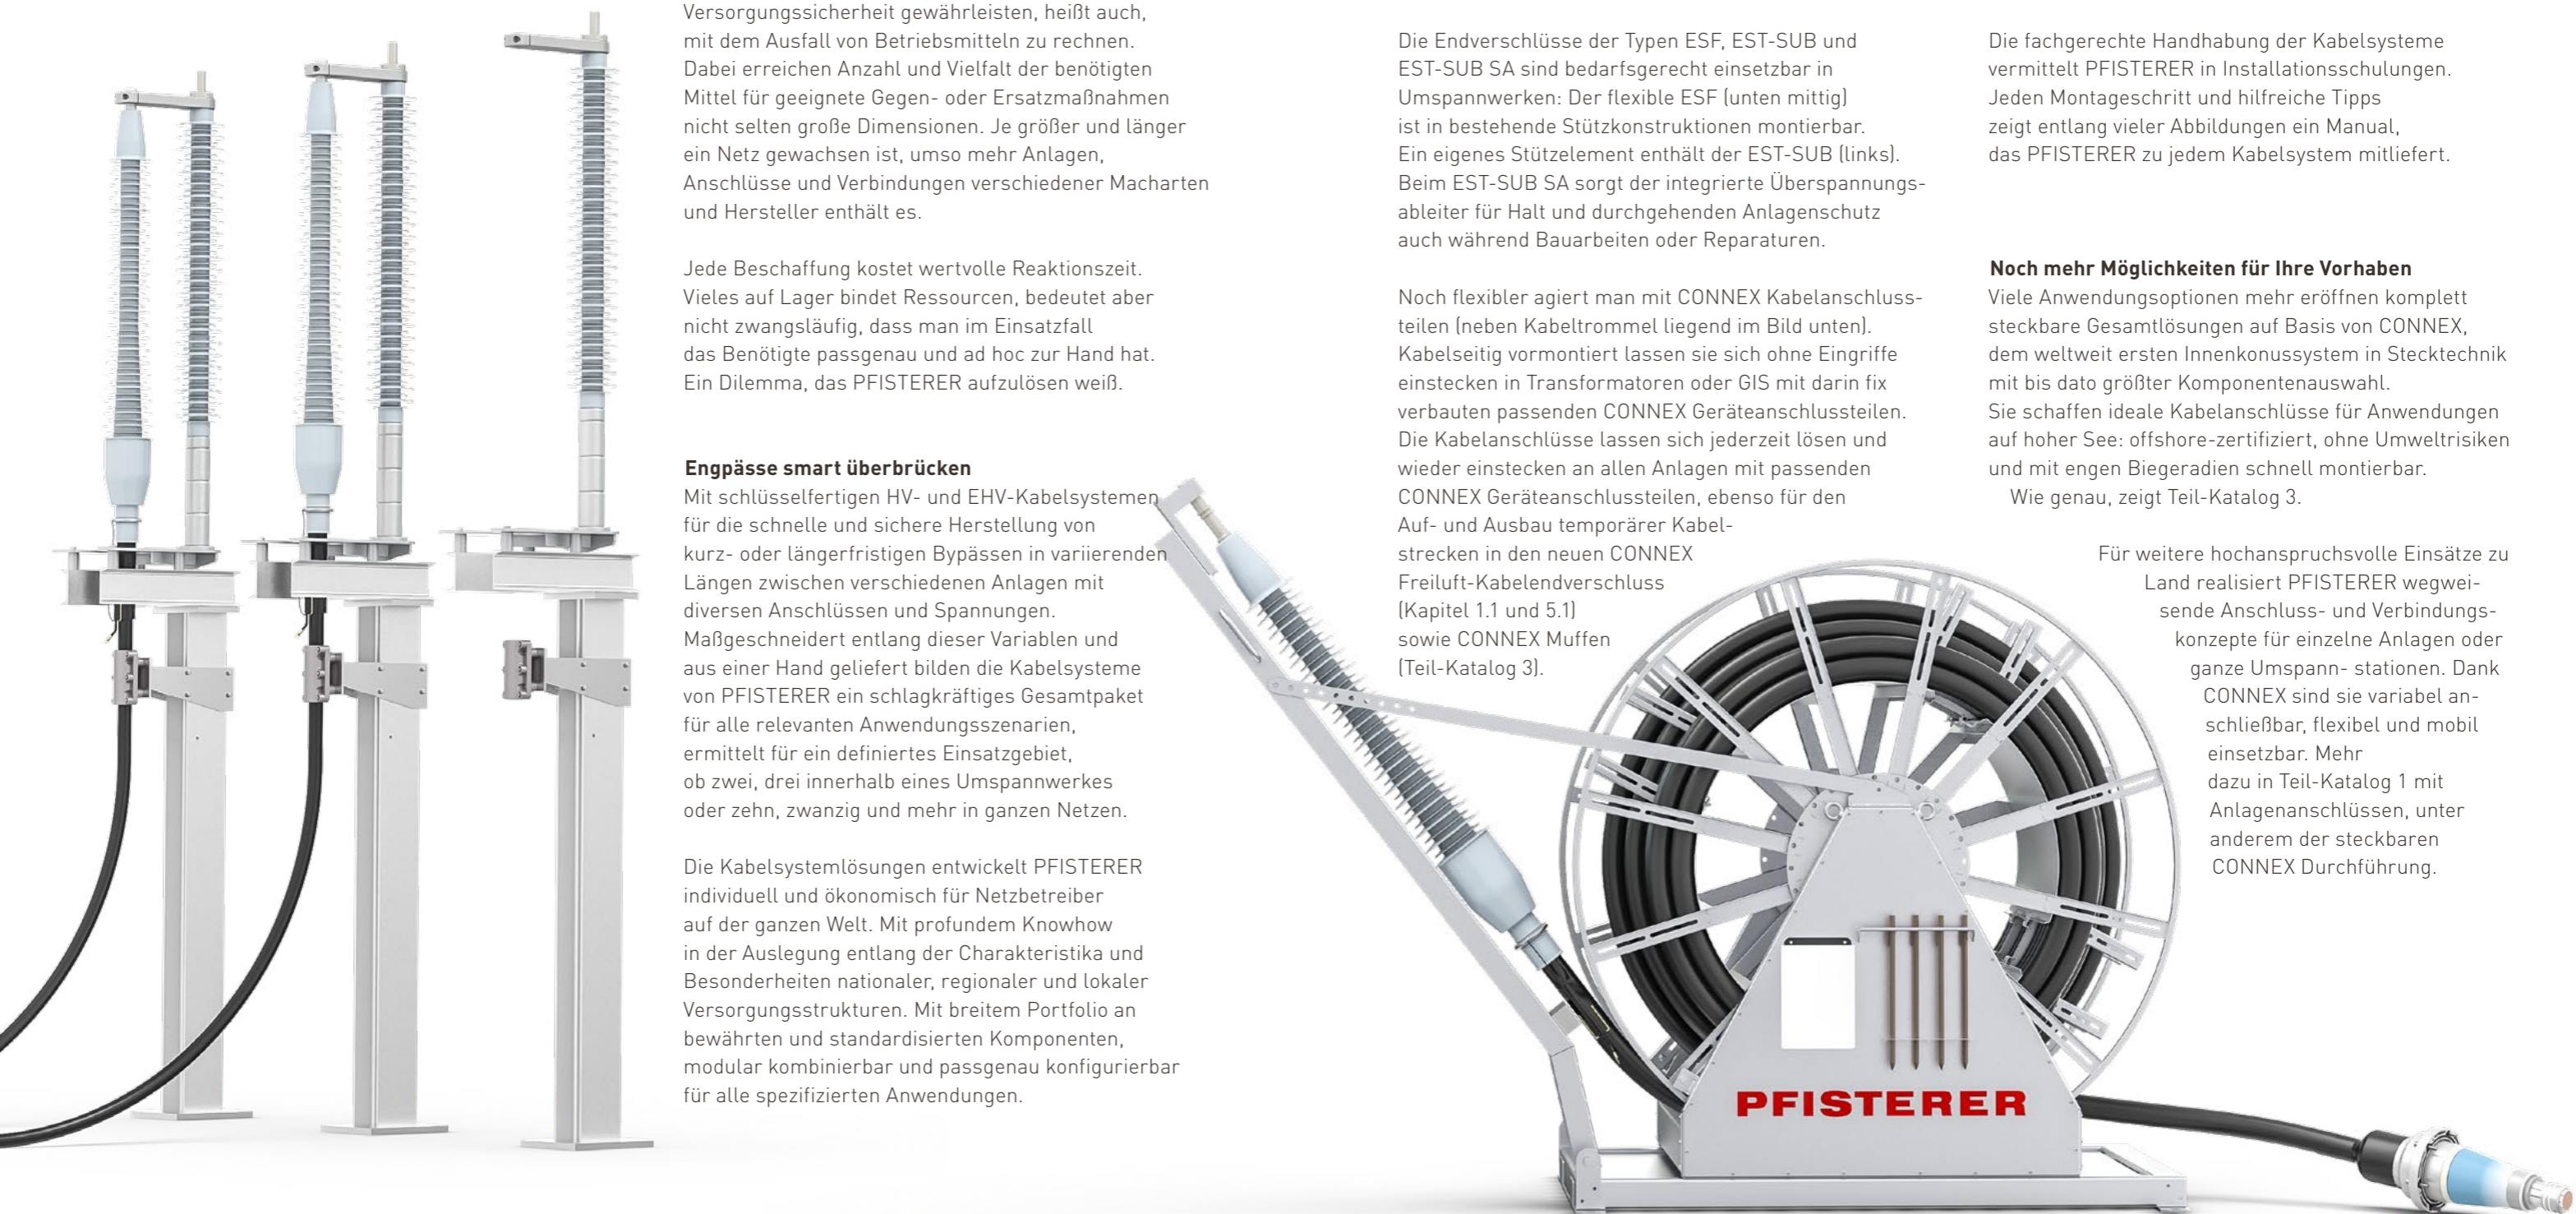 Versorgungssicherheit gewährleisten, heißt auch,
mit dem Ausfall von Betriebsmitteln zu rechnen.
Dabei erreichen Anzahl und Vielfalt der benötigten
Mittel für geeignete Gegen- oder Ersatzmaßnahmen
nicht selten große Dimensionen. Je größer und länger
ein Netz gewachsen ist, umso mehr Anlagen,
Anschlüsse und Verbindungen verschiedener Macharten
und Hersteller enthält es.
Jede Beschaffung kostet wertvolle Reaktionszeit.
Vieles auf Lager bindet Ressourcen, bedeutet aber
nicht zwangsläufig, dass man im Einsatzfall
das Benötigte passgenau und ad hoc zur Hand hat.
Ein Dilemma, das PFISTERER aufzulösen weiß.
Engpässe smart überbrücken
Mit schlüsselfertigen HV- und EHV-Kabelsystemen
für die schnelle und sichere Herstellung von
kurz- oder längerfristigen Bypässen in variierenden
Längen zwischen verschiedenen Anlagen mit
diversen Anschlüssen und Spannungen.
Maßgeschneidert entlang dieser Variablen und
aus einer Hand geliefert bilden die Kabelsysteme
von PFISTERER ein schlagkräftiges Gesamtpaket
für alle relevanten Anwendungsszenarien,
ermittelt für ein definiertes Einsatzgebiet,
ob zwei, drei innerhalb eines Umspannwerkes
oder zehn, zwanzig und mehr in ganzen Netzen.
Die Kabelsystemlösungen entwickelt PFISTERER
individuell und ökonomisch für Netzbetreiber
auf der ganzen Welt. Mit profundem Knowhow
in der Auslegung entlang der Charakteristika und
Besonderheiten nationaler, regionaler und lokaler
Versorgungsstrukturen. Mit breitem Portfolio an
bewährten und standardisierten Komponenten,
modular kombinierbar und passgenau konfigurierbar
für alle spezifizierten Anwendungen.
Die Endverschlüsse der Typen ESF, EST-SUB und
EST-SUB SA sind bedarfsgerecht einsetzbar in
Umspannwerken: Der flexible ESF (unten mittig)
ist in bestehende Stützkonstruktionen montierbar.
Ein eigenes Stützelement enthält der EST-SUB (links).
Beim EST-SUB SA sorgt der integrierte Überspannungs-
ableiter für Halt und durchgehenden Anlagenschutz
auch während Bauarbeiten oder Reparaturen.
Noch flexibler agiert man mit CONNEX Kabelanschluss-
teilen (neben Kabeltrommel liegend im Bild unten).
Kabelseitig vormontiert lassen sie sich ohne Eingriffe
einstecken in Transformatoren oder GIS mit darin fix
verbauten passenden CONNEX Geräteanschlussteilen.
Die Kabelanschlüsse lassen sich jederzeit lösen und
wieder einstecken an allen Anlagen mit passenden
CONNEX Geräteanschlussteilen, ebenso für den
Auf- und Ausbau temporärer Kabel-
strecken in den neuen CONNEX
Freiluft-Kabelendverschluss
(Kapitel 1.1 und 5.1)
sowie CONNEX Muffen
(Teil-Katalog 3).
Die fachgerechte Handhabung der Kabelsysteme
vermittelt PFISTERER in Installationsschulungen.
Jeden Montageschritt und hilfreiche Tipps
zeigt entlang vieler Abbildungen ein Manual,
das PFISTERER zu jedem Kabelsystem mitliefert.
Noch mehr Möglichkeiten für Ihre Vorhaben
Viele Anwendungsoptionen mehr eröffnen komplett
steckbare Gesamtlösungen auf Basis von CONNEX,
dem weltweit ersten Innenkonussystem in Stecktechnik
mit bis dato größter Komponentenauswahl.
Sie schaffen ideale Kabelanschlüsse für Anwendungen
auf hoher See: offshore-zertifiziert, ohne Umweltrisiken
und mit engen Biegeradien schnell montierbar.
Wie genau, zeigt Teil-Katalog 3.
Für weitere hochanspruchsvolle Einsätze zu
Land realisiert PFISTERER wegwei-
sende Anschluss- und Verbindungs-
konzepte für einzelne Anlagen oder
ganze Umspann- stationen. Dank
CONNEX sind sie variabel an-
schließbar, flexibel und mobil
einsetzbar. Mehr
dazu in Teil-Katalog 1 mit
Anlagenanschlüssen, unter
anderem der steckbaren
CONNEX Durchführung.
PFISTERER